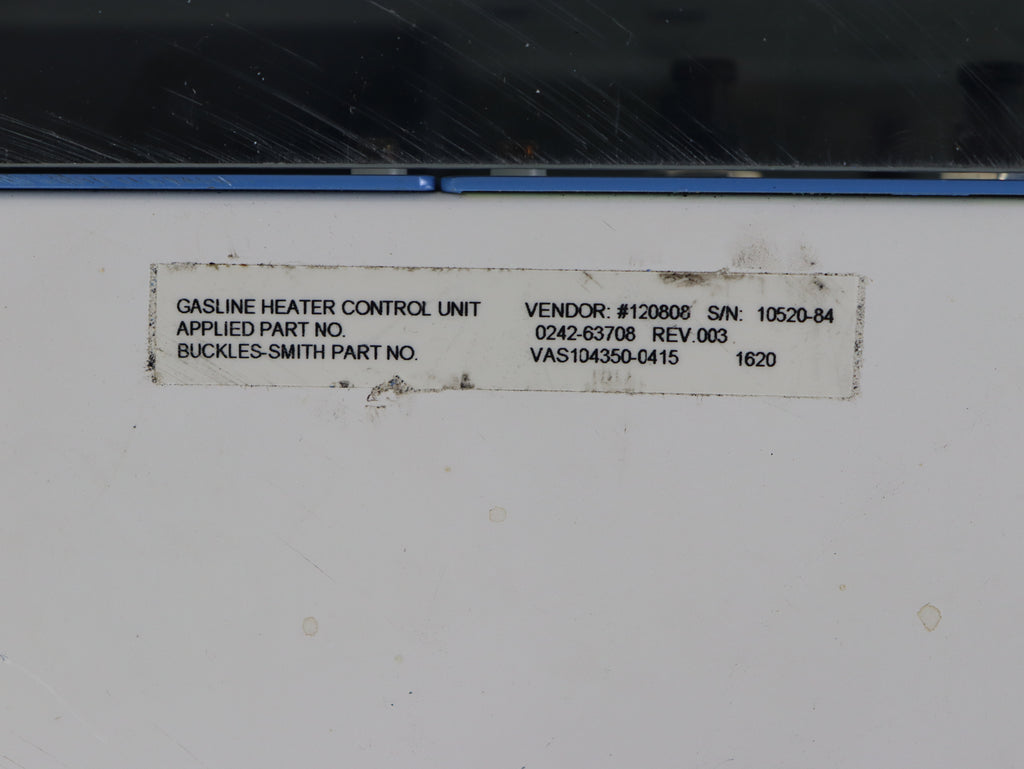 GASLINE HEATER CONTROL UNIT VENDOR: #120808 S/N: 10520-84
APPLIED PART NO. 0242-63708 REV.003
BUCKLES-SMITH PART NO. VAS104350-0415 1620